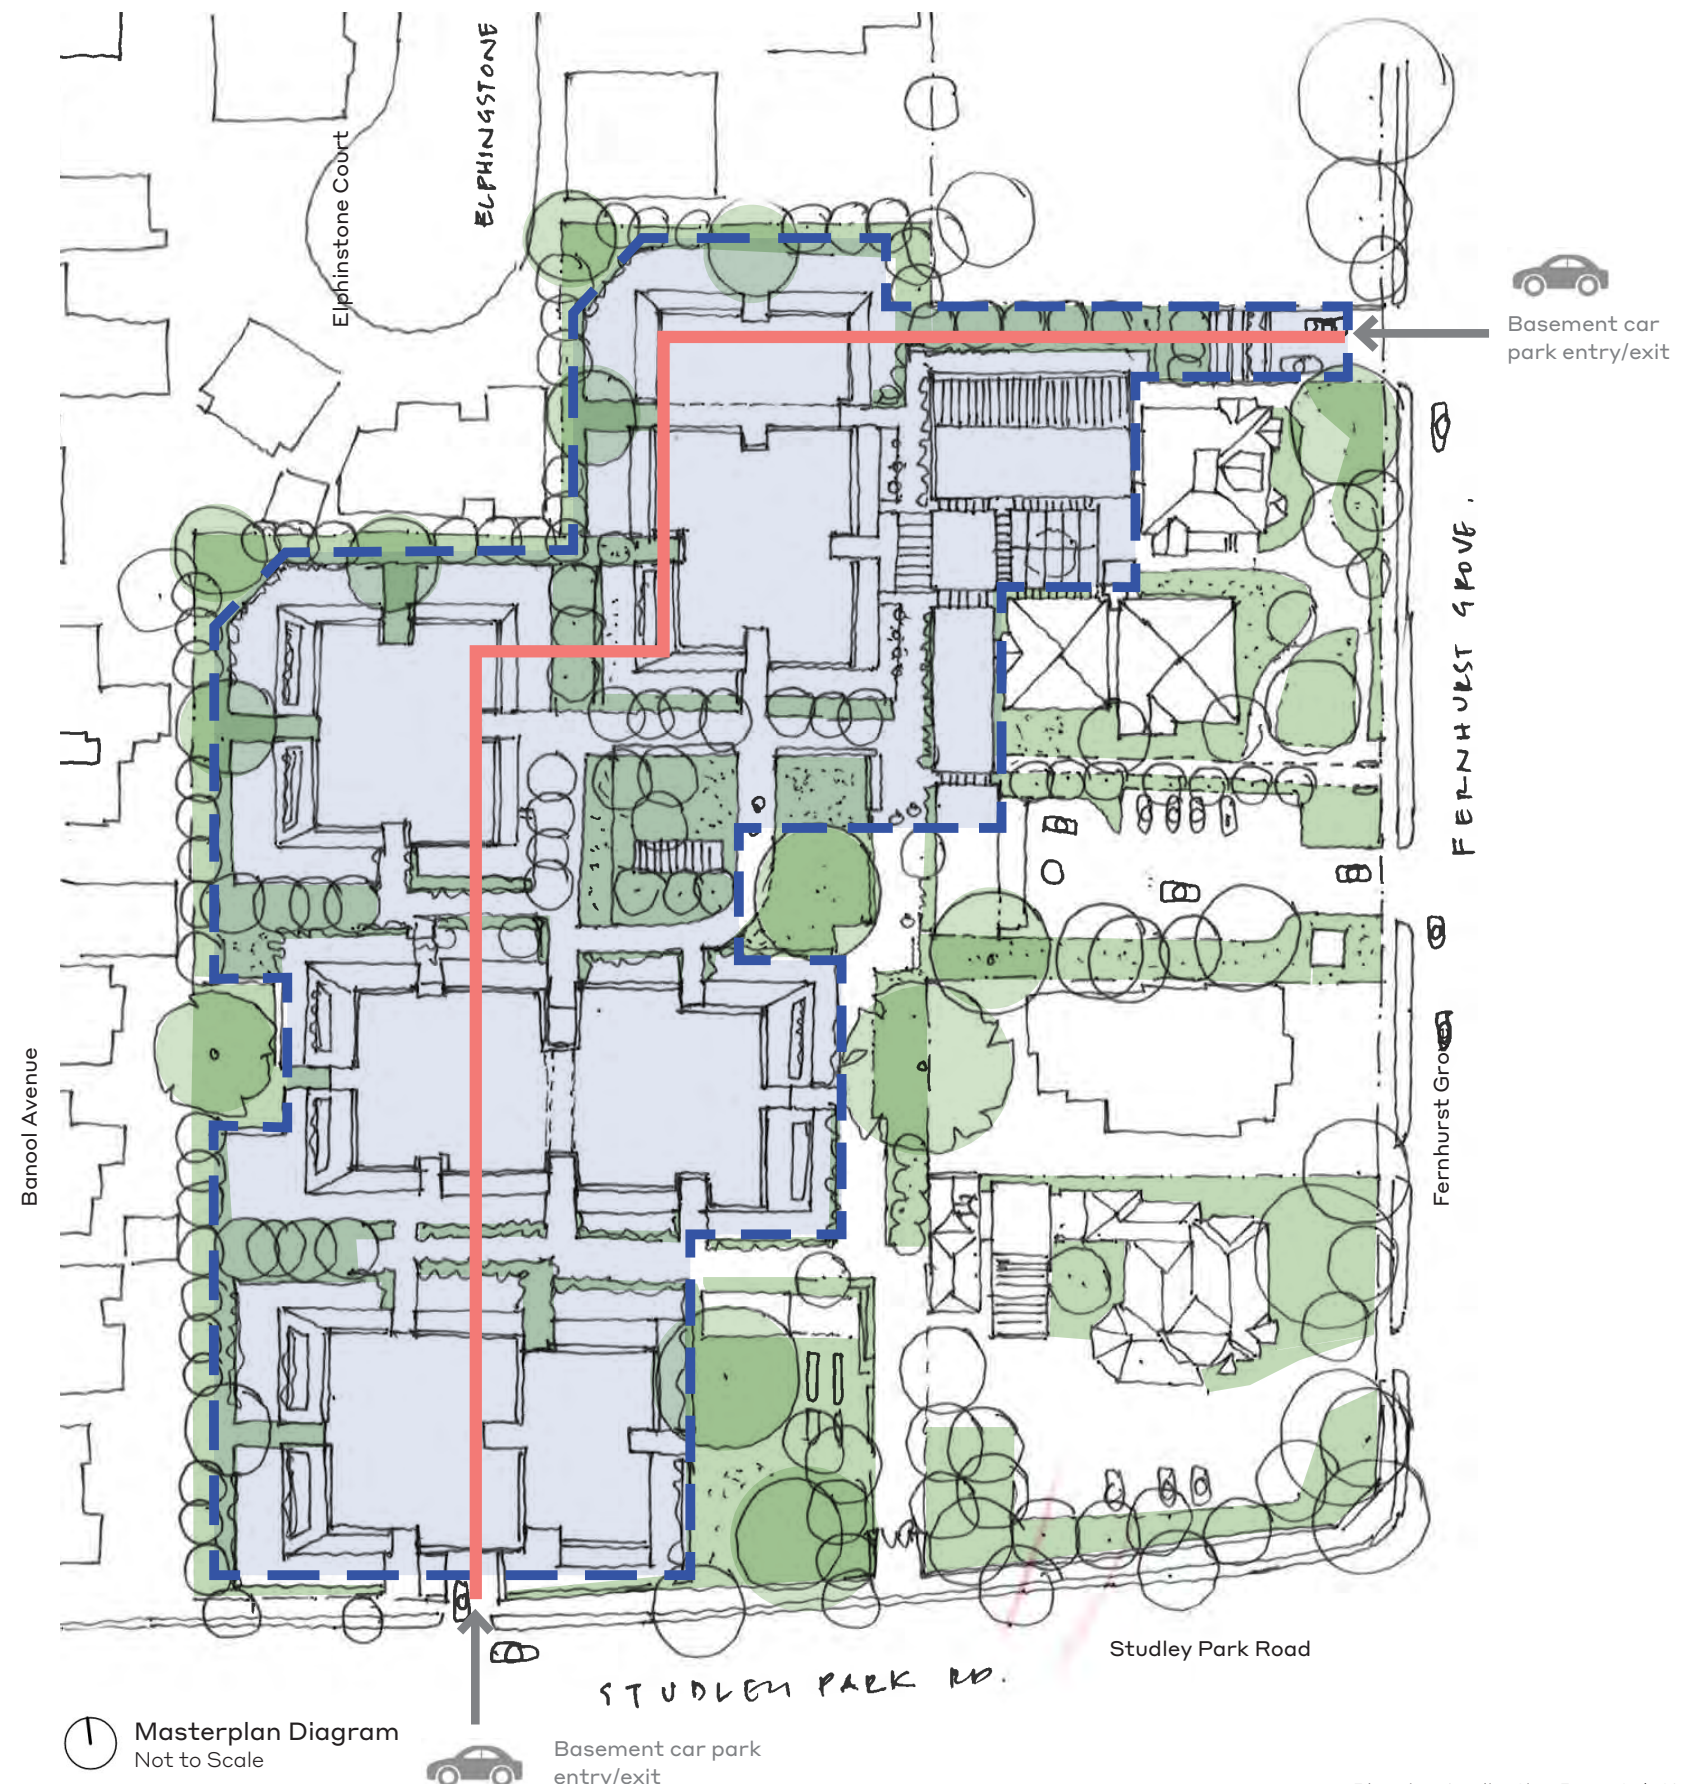 ELPHINGSTONE
Elphinstone Court
Basement car
park entry/exit
FERNHURST GROVE.
Banool Avenue
Fernhurst Grove
Studley Park Road
STUDLEY PARK RD.
Masterplan Diagram
Not to Scale
Basement car park
entry/exit